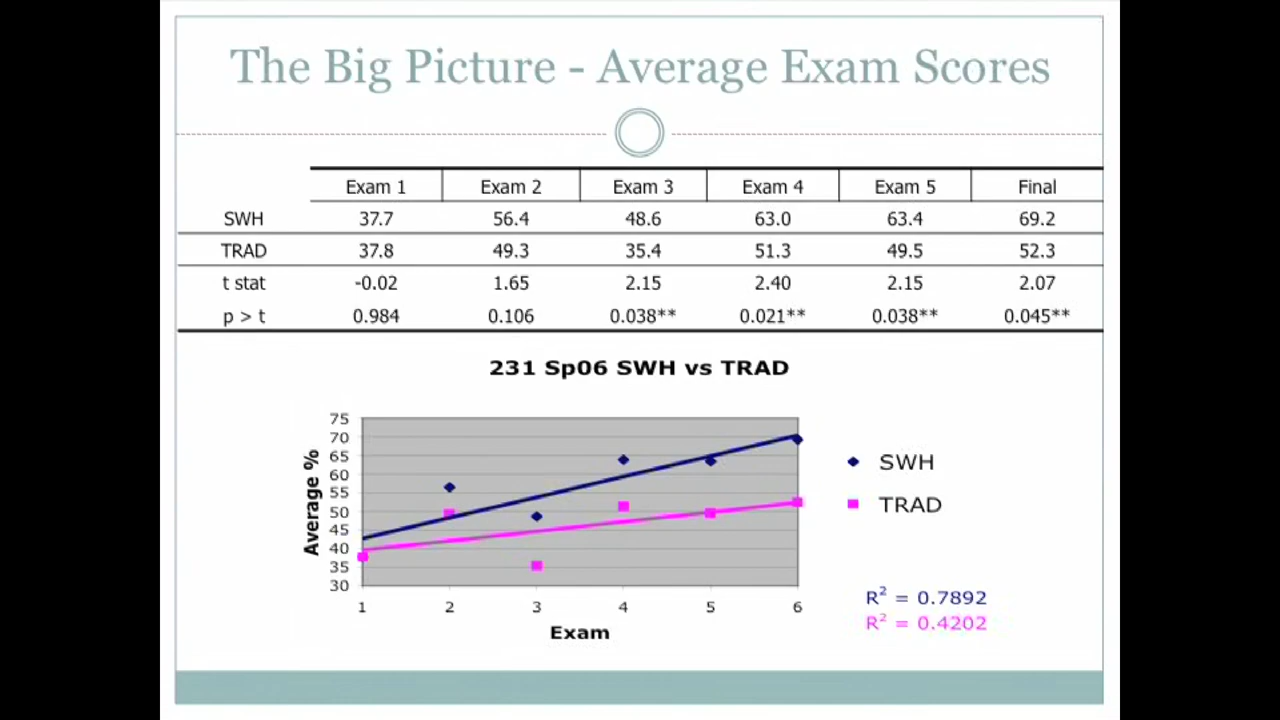 The Big Picture - Average Exam Scores
Exam 1 Exam 2 Exam 3 Exam 4 Exam 5 Final
SWH 37.7 56.4 48.6 63.0 63.4 69.2
TRAD 37.8 49.3 35.4 51.3 49.5 52.3
t stat -0.02 1.65 2.15 2.40 2.15 2.07
p > t 0.984 0.106 0.038** 0.021** 0.038** 0.045**
231 Sp06 SWH vs TRAD
Average %
75
70
65
60
55
50
45
40
35
30
1 2 3 4 5 6
Exam
SWH
TRAD
R² = 0.7892
R² = 0.4202